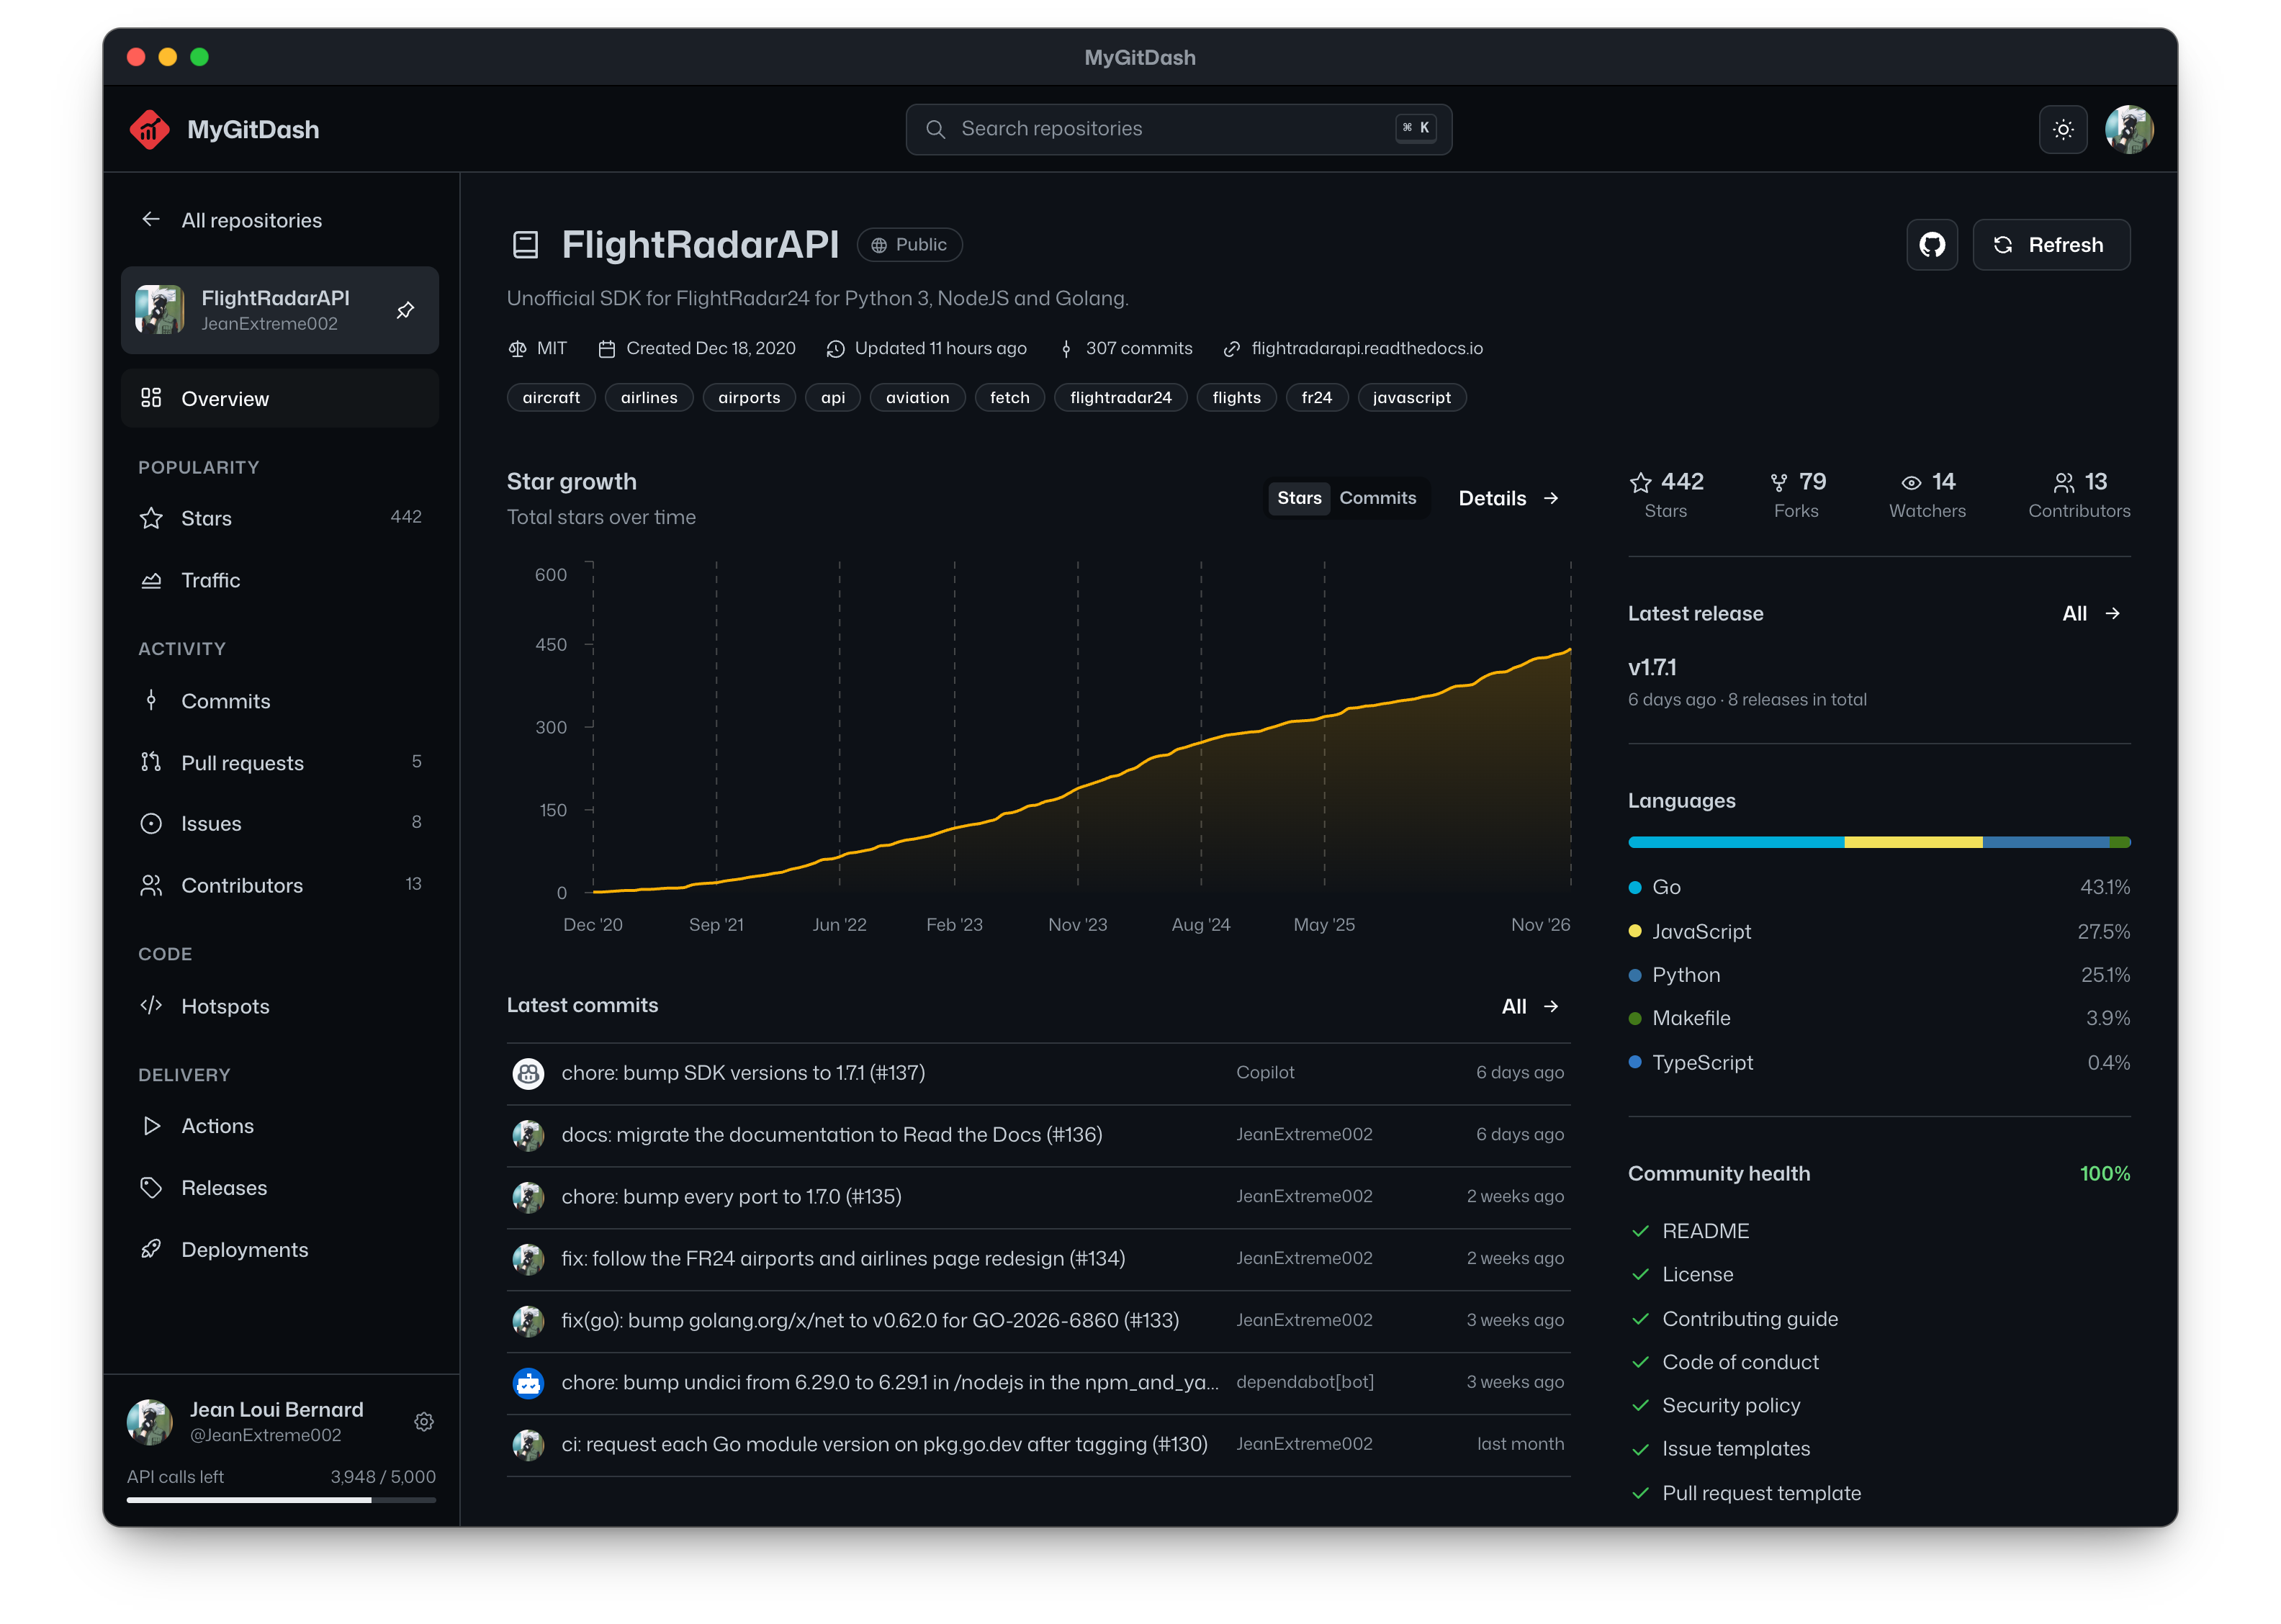 MyGitDash
MyGitDash
Search repositories
⌘ K
All repositories
FlightRadarAPI
JeanExtreme002
Overview
POPULARITY
Stars 442
Traffic
ACTIVITY
Commits
Pull requests 5
Issues 8
Contributors 13
CODE
Hotspots
DELIVERY
Actions
Releases
Deployments
Jean Loui Bernard
@JeanExtreme002
API calls left 3,948 / 5,000
FlightRadarAPI Public
Refresh
Unofficial SDK for FlightRadar24 for Python 3, NodeJS and Golang.
MIT Created Dec 18, 2020 Updated 11 hours ago 307 commits flightradarapi.readthedocs.io
aircraft airlines airports api aviation fetch flightradar24 flights fr24 javascript
Star growth
Total stars over time
Stars Commits Details
600
450
300
150
0
Dec '20 Sep '21 Jun '22 Feb '23 Nov '23 Aug '24 May '25 Nov '26
Latest commits All
chore: bump SDK versions to 1.7.1 (#137) Copilot 6 days ago
docs: migrate the documentation to Read the Docs (#136) JeanExtreme002 6 days ago
chore: bump every port to 1.7.0 (#135) JeanExtreme002 2 weeks ago
fix: follow the FR24 airports and airlines page redesign (#134) JeanExtreme002 2 weeks ago
fix(go): bump golang.org/x/net to v0.62.0 for GO-2026-6860 (#133) JeanExtreme002 3 weeks ago
chore: bump undici from 6.29.0 to 6.29.1 in /nodejs in the npm_and_ya... dependabot[bot] 3 weeks ago
ci: request each Go module version on pkg.go.dev after tagging (#130) JeanExtreme002 last month
442 79 14 13
Stars Forks Watchers Contributors
Latest release All
v1.7.1
6 days ago · 8 releases in total
Languages
Go 43.1%
JavaScript 27.5%
Python 25.1%
Makefile 3.9%
TypeScript 0.4%
Community health 100%
README
License
Contributing guide
Code of conduct
Security policy
Issue templates
Pull request template